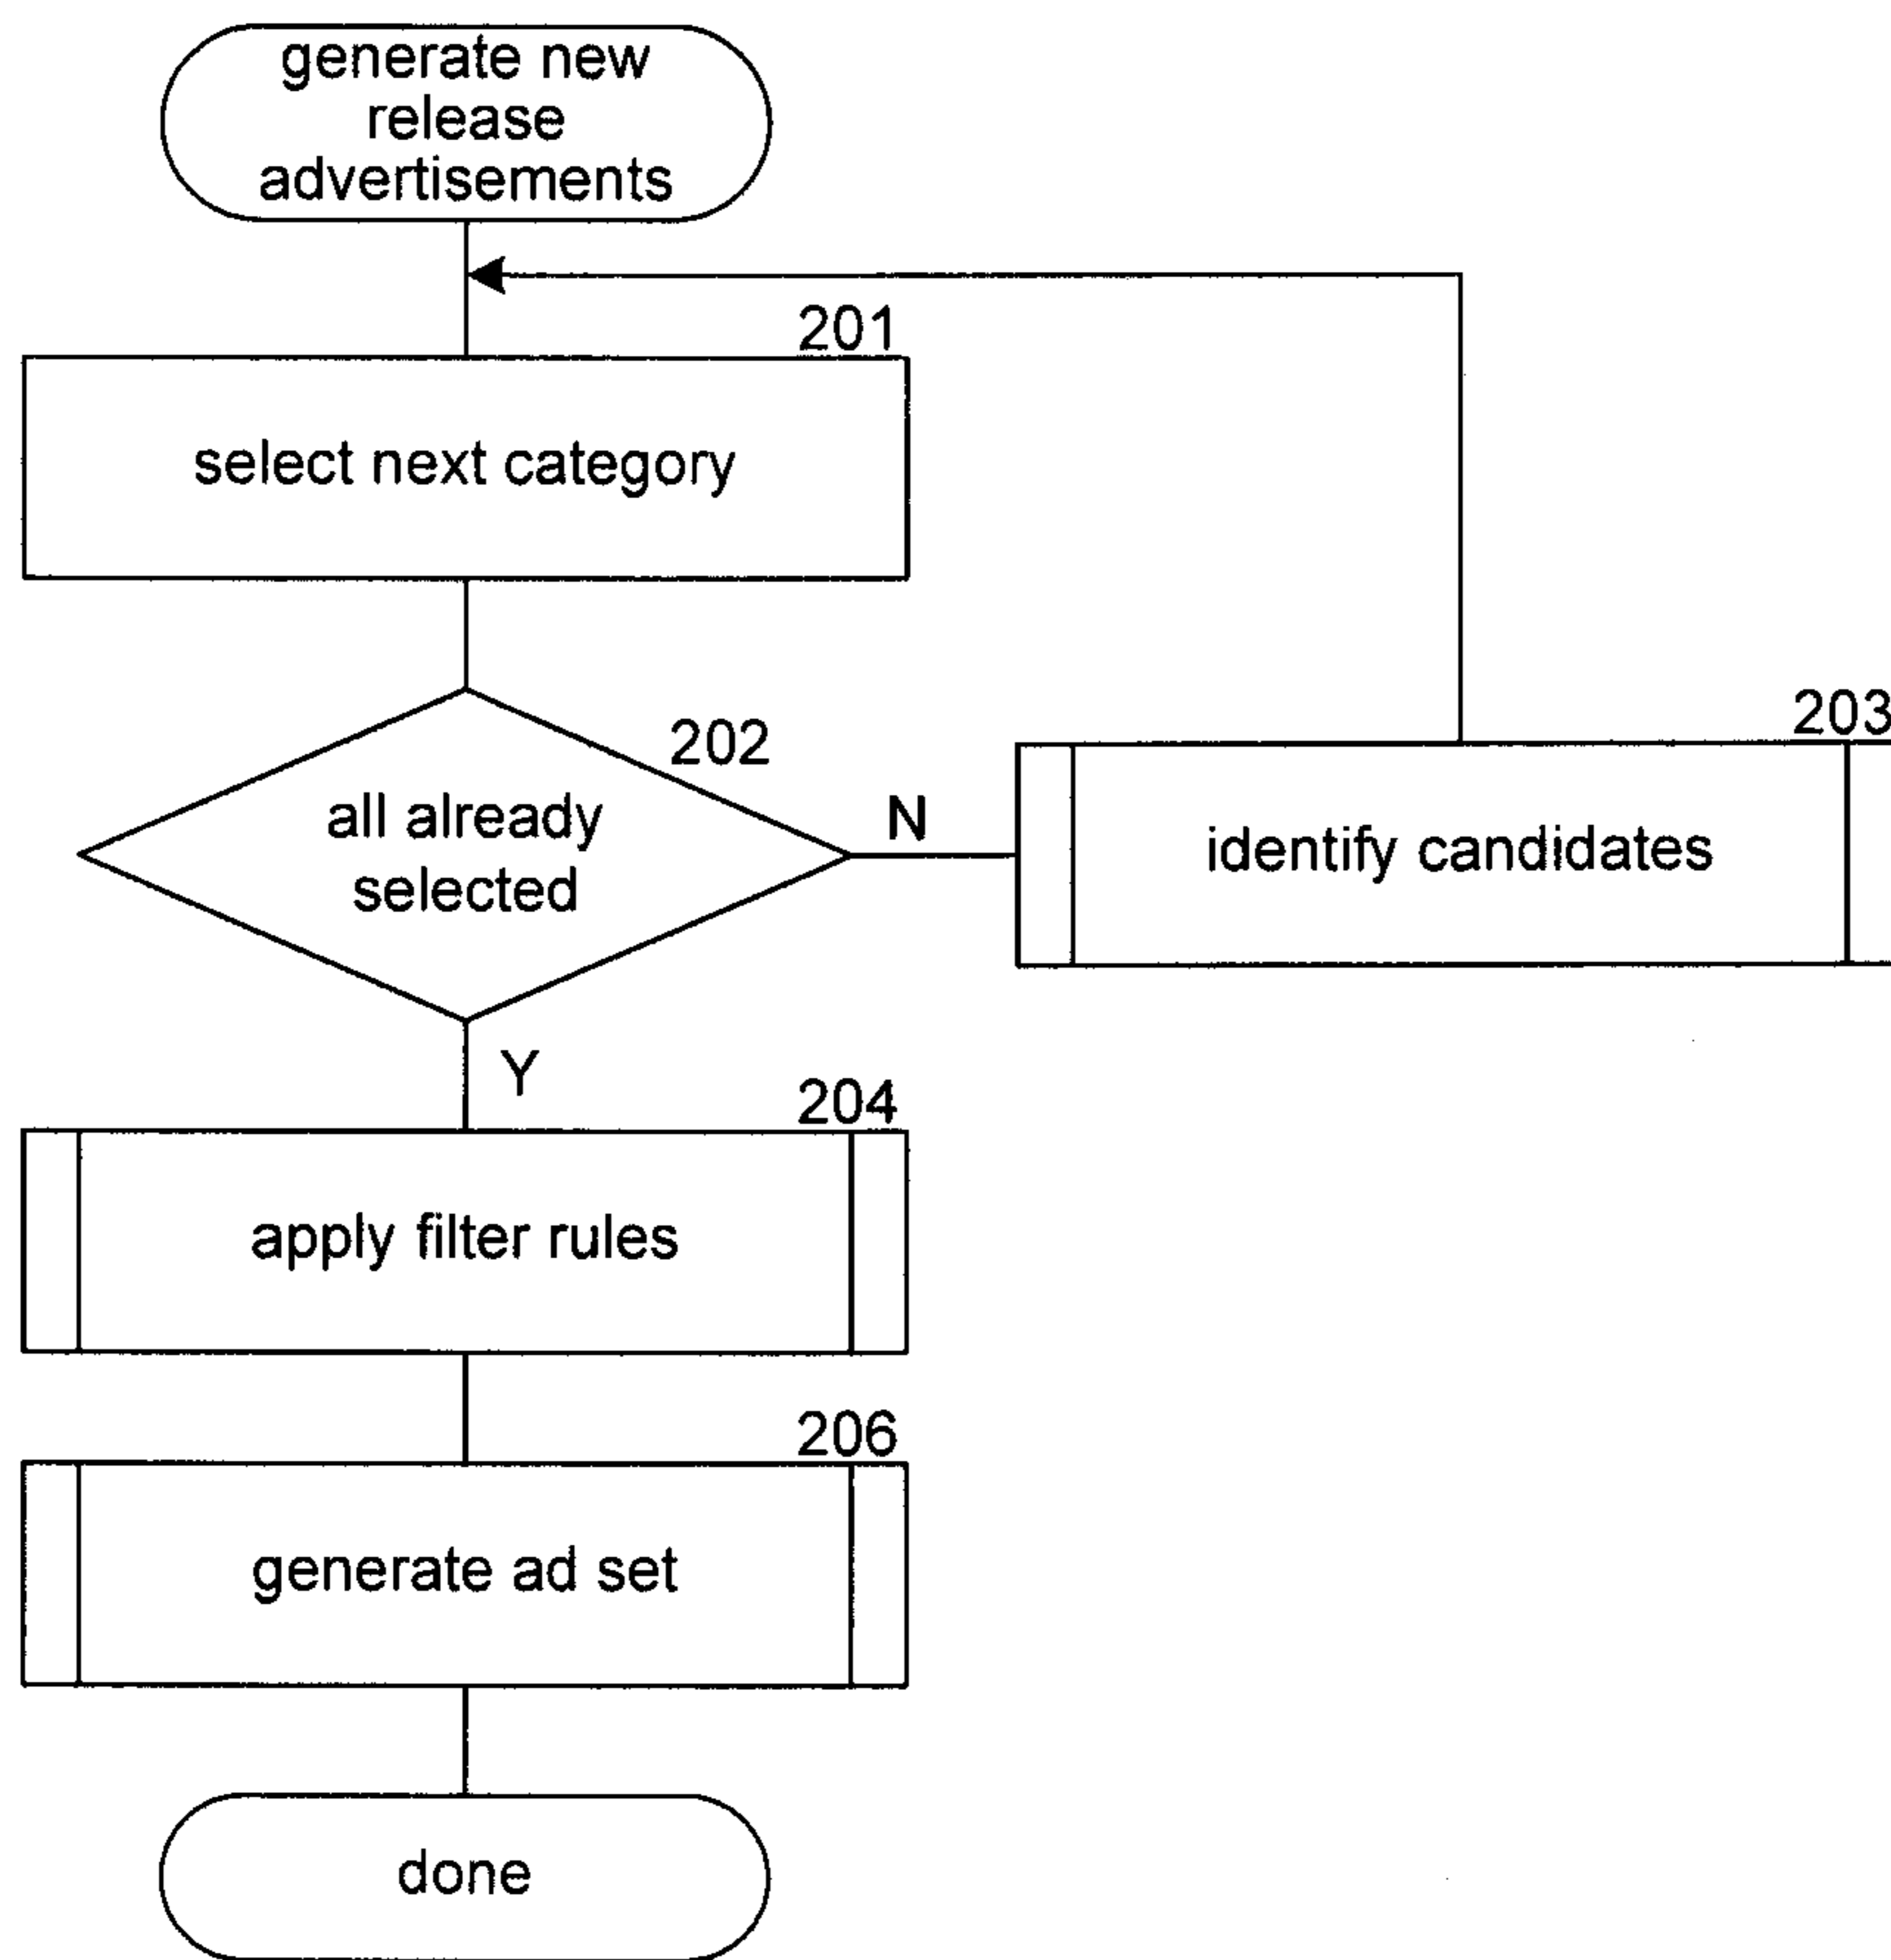 generate new
release
advertisements
201
select next category
202
all already
selected
N
203
identify candidates
Y
204
apply filter rules
206
generate ad set
done